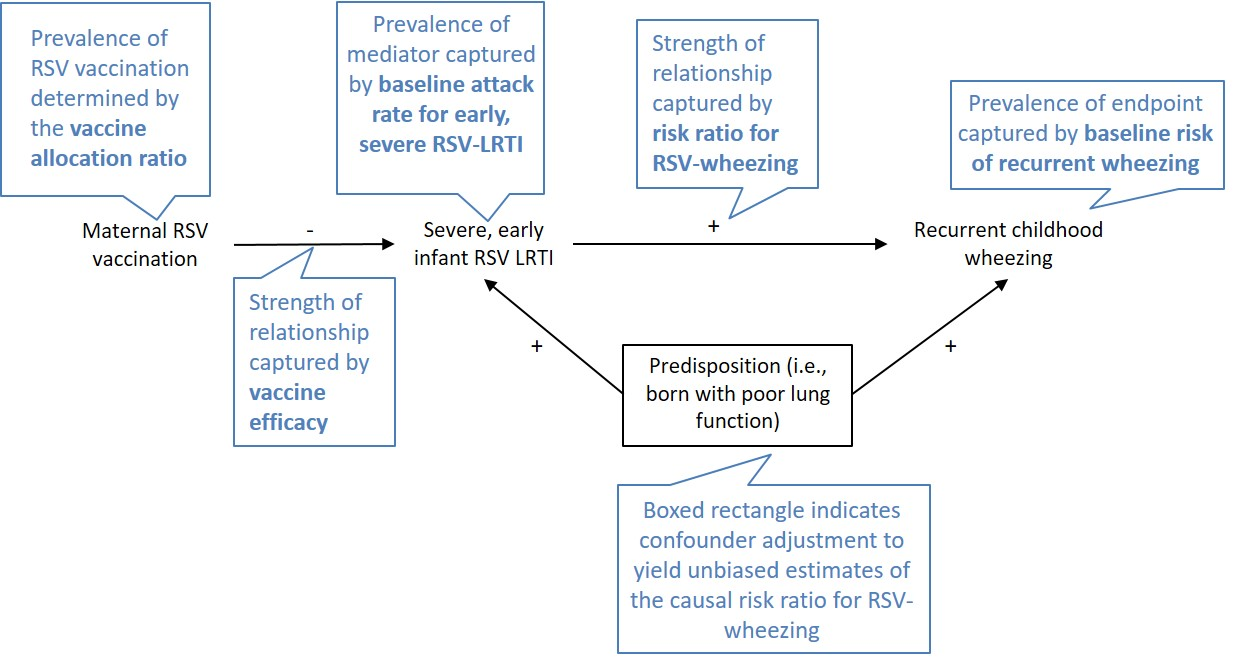 Prevalence of
RSV vaccination
determined by
the vaccine
allocation ratio
Prevalence of
mediator captured
by baseline attack
rate for early,
severe RSV-LRTI
Strength of
relationship
captured by
risk ratio for
RSV-wheezing
Prevalence of endpoint
captured by baseline risk
of recurrent wheezing
Maternal RSV
vaccination
-
Severe, early
infant RSV LRTI
+
Recurrent childhood
wheezing
Strength of
relationship
captured by
vaccine
efficacy
+
Predisposition (i.e.,
born with poor lung
function)
+
Boxed rectangle indicates
confounder adjustment to
yield unbiased estimates of
the causal risk ratio for RSV-
wheezing